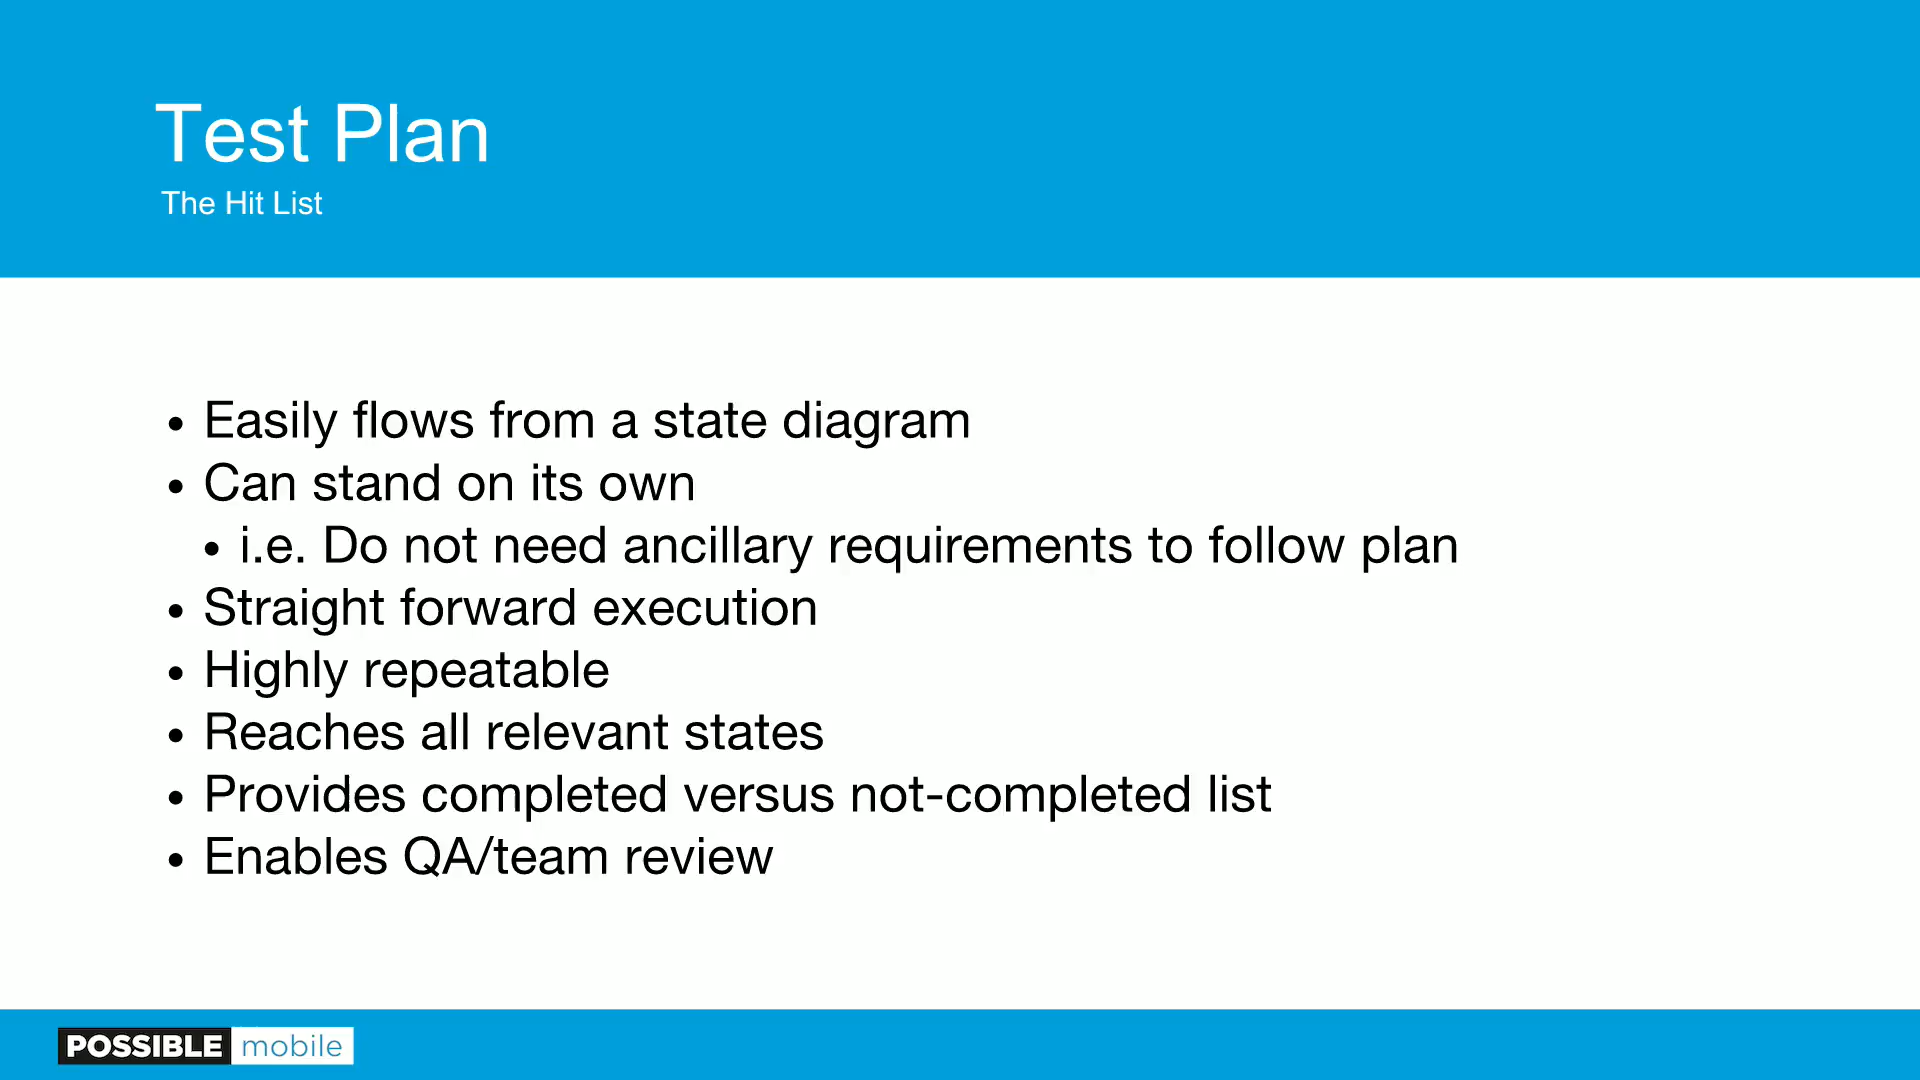 Test Plan
The Hit List
• Easily flows from a state diagram
• Can stand on its own
• i.e. Do not need ancillary requirements to follow plan
• Straight forward execution
• Highly repeatable
• Reaches all relevant states
• Provides completed versus not-completed list
• Enables QA/team review
POSSIBLE mobile